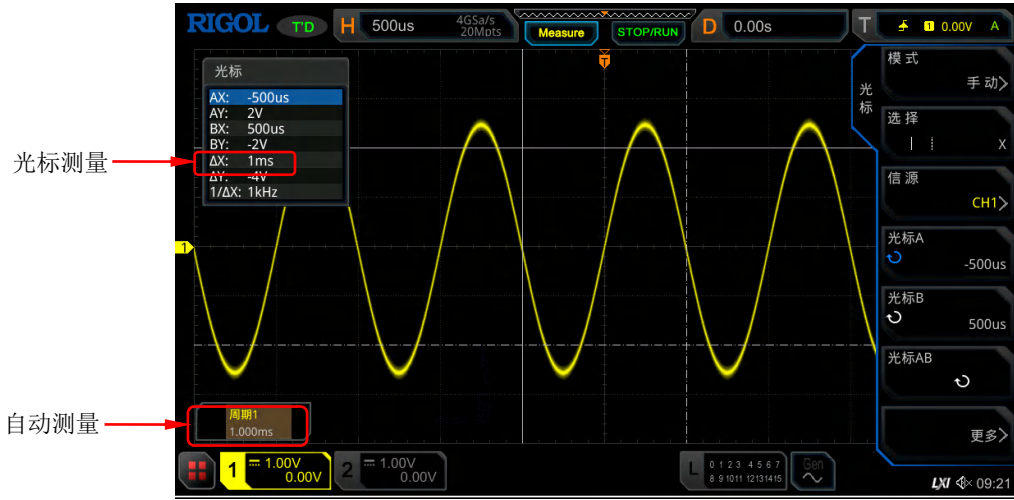 RIGOL T'D H 500us 4GSa/s 20Mpts Measure STOP/RUN D 0.00s T 1 0.00V A
光标
AX: -500us
AY: 2V
BX: 500us
BY: -2V
ΔX: 1ms
ΔY: -4V
1/ΔX: 1kHz
光标测量
T
1
光标
模式
手动
选择
X
信源
CH1
光标A
-500us
光标B
500us
光标AB
更多
自动测量
周期1
1.000ms
1 1.00V
0.00V
2 1.00V
0.00V
L 0 1 2 3 4 5 6 7
8 9 10 11 12 13 14 15
Gen
LXI 09:21